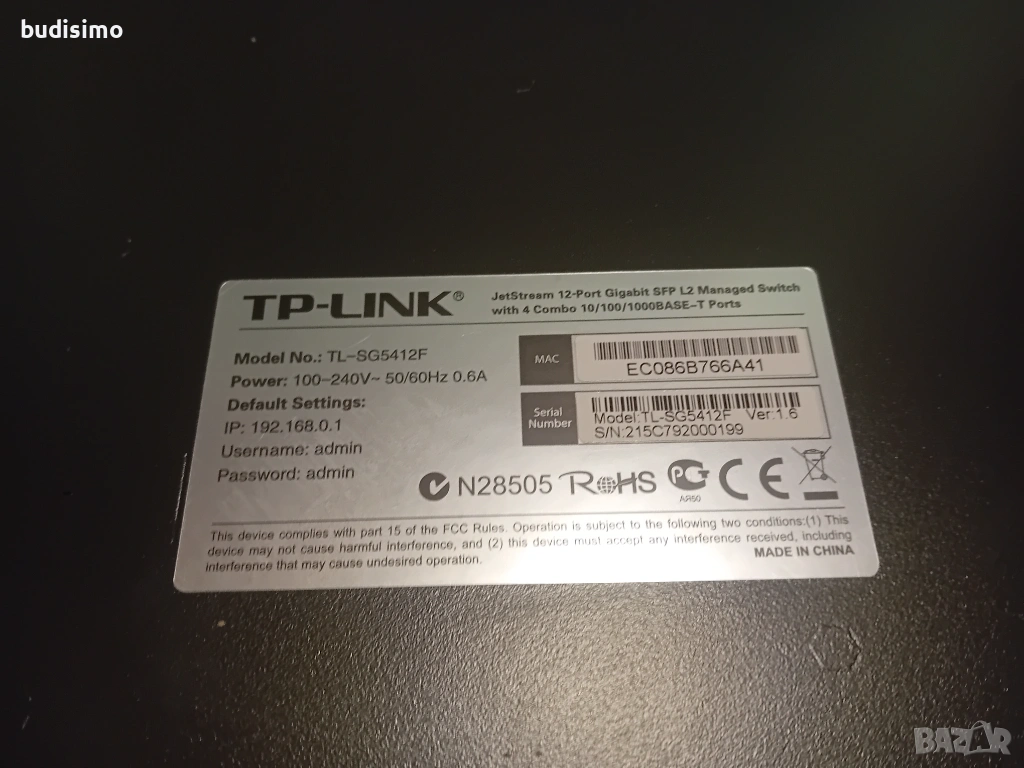 budisimo
TP-LINK®
JetStream 12-Port Gigabit SFP L2 Managed Switch
with 4 Combo 10/100/1000BASE-T Ports
Model No.: TL-SG5412F
Power: 100-240V~ 50/60Hz 0.6A
Default Settings:
IP: 192.168.0.1
Username: admin
Password: admin
MAC
EC086B766A41
Serial
Number
Model:TL-SG5412F Ver:1.6
S/N:215C792000199
N28505 RoHS PG CE
АЯ50
This device complies with part 15 of the FCC Rules. Operation is subject to the following two conditions:(1) This
device may not cause harmful interference, and (2) this device must accept any interference received, including
interference that may cause undesired operation.
MADE IN CHINA
BAZAR